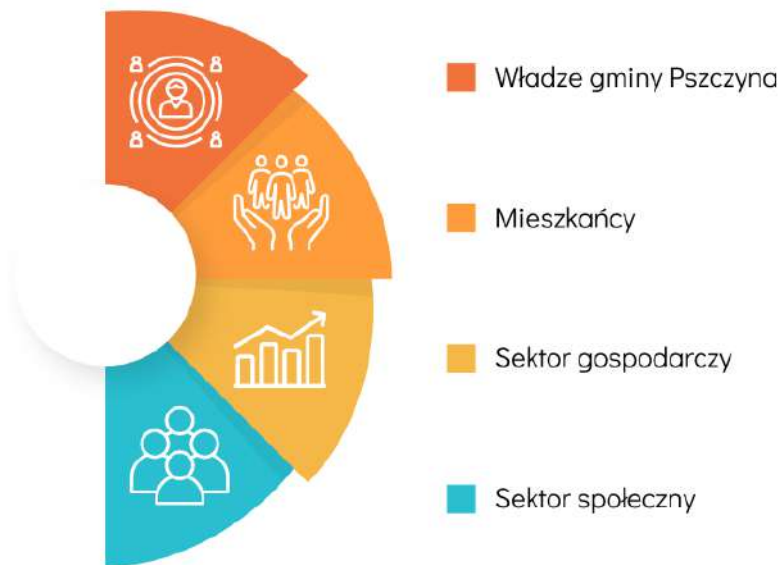 Władze gminy Pszczyna
Mieszkańcy
Sektor gospodarczy
Sektor społeczny